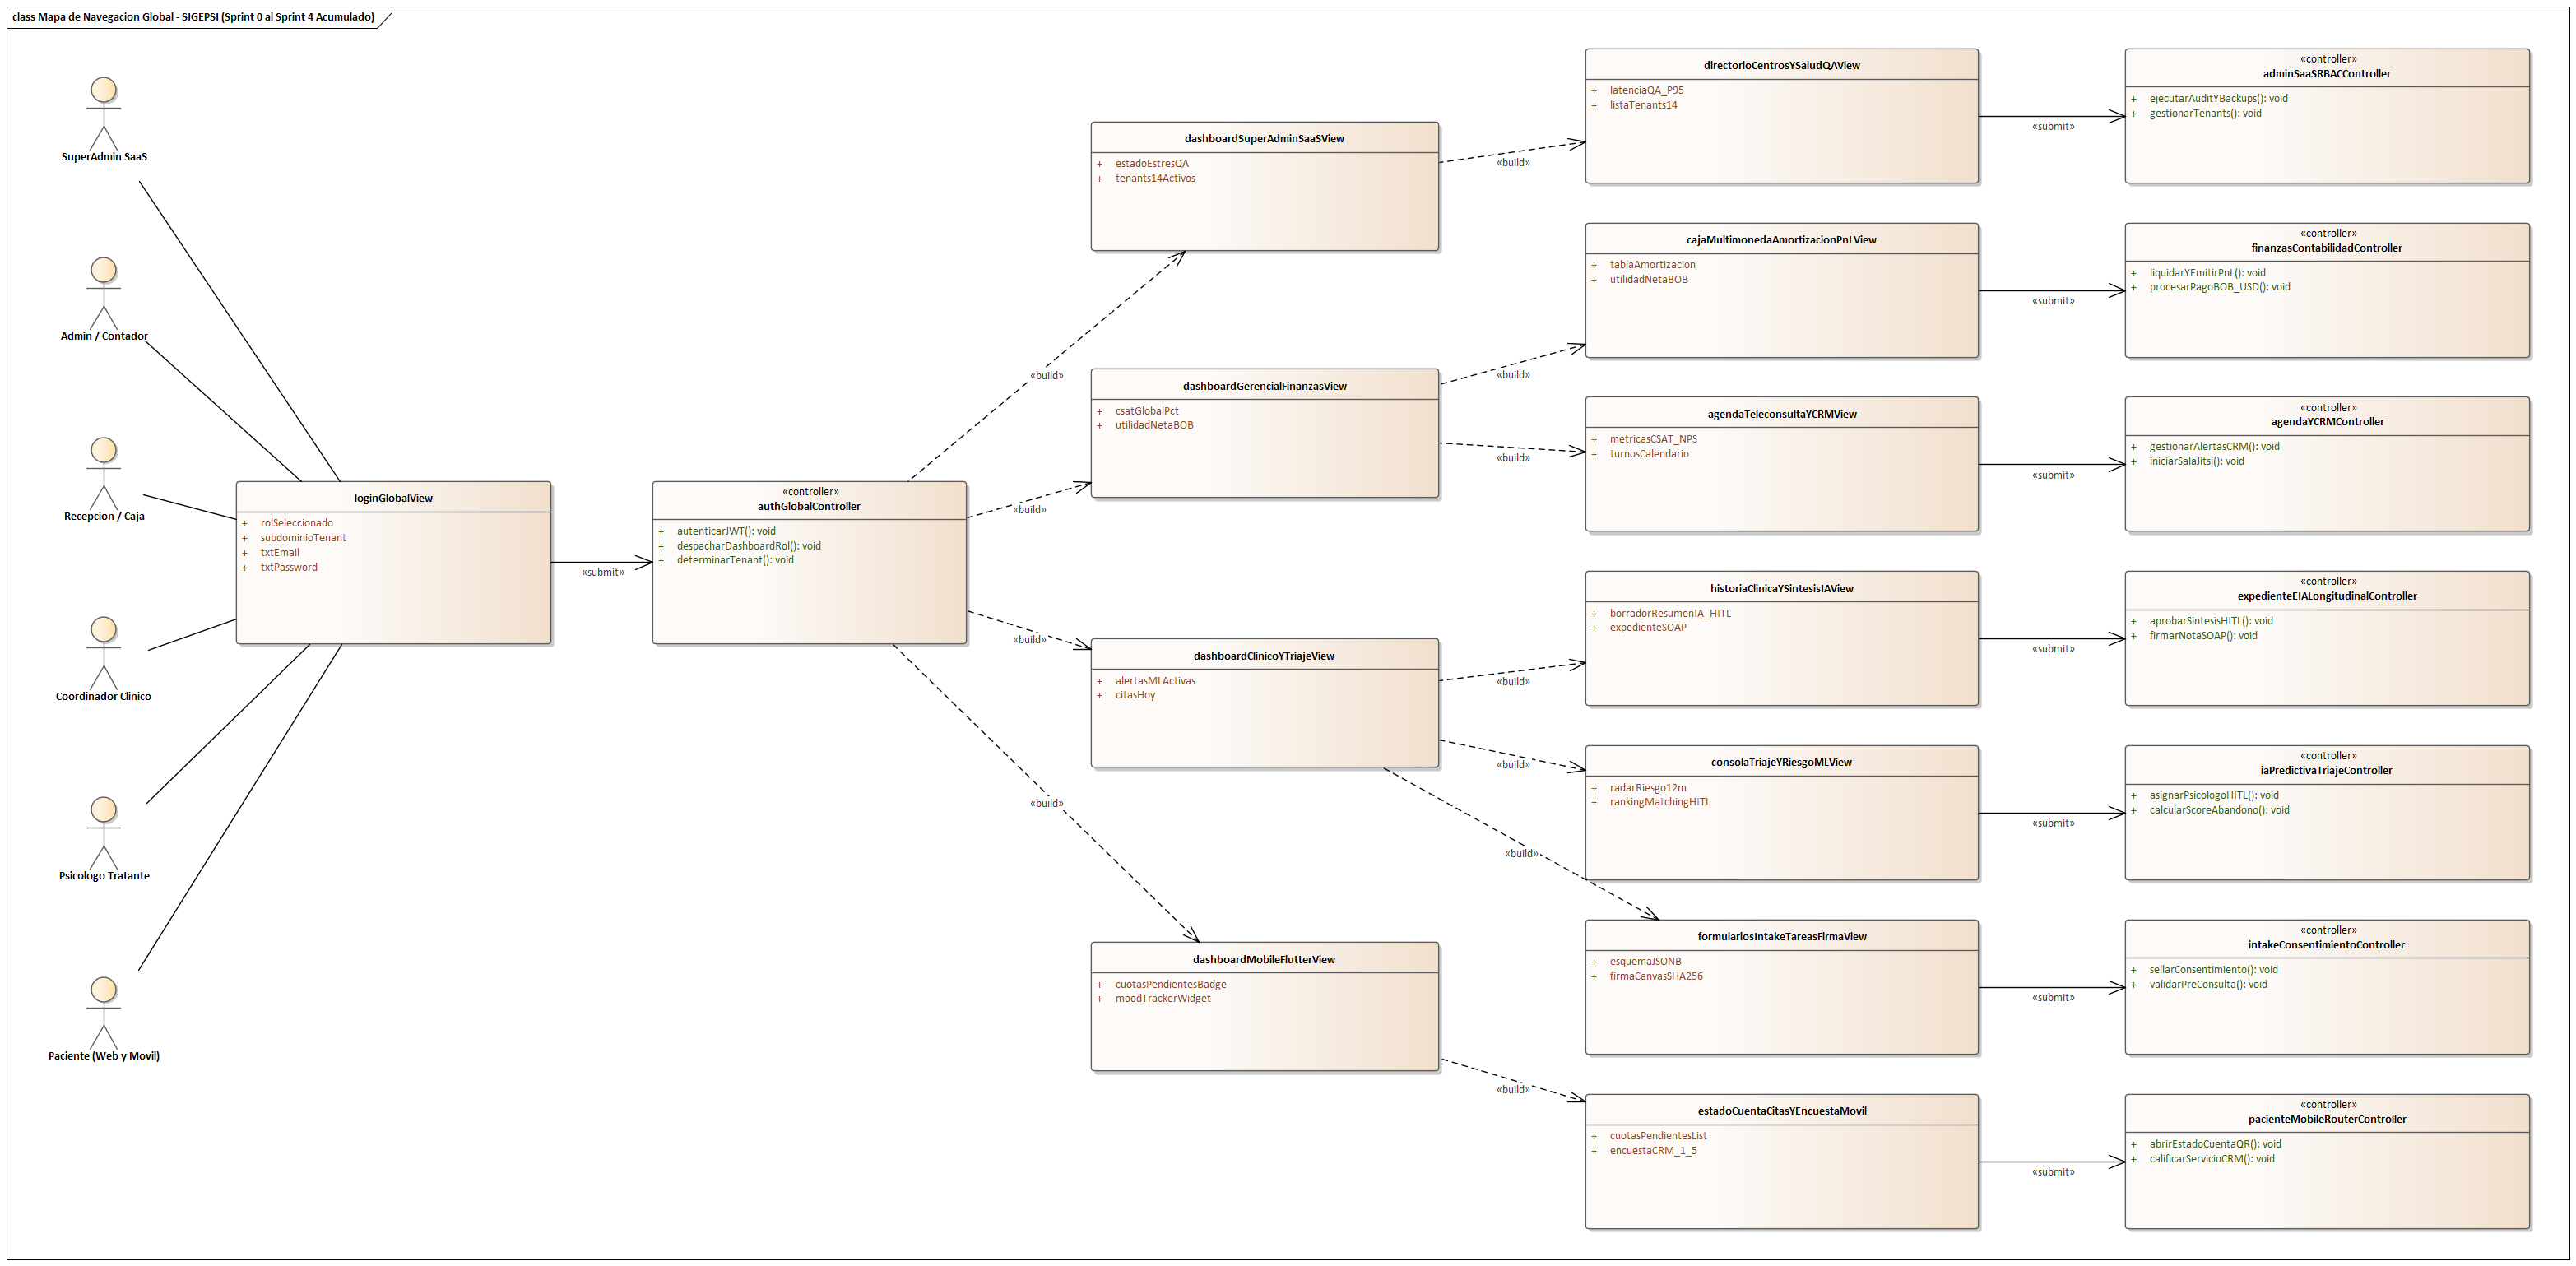 class Mapa de Navegacion Global - SIGEPSI (Sprint 0 al Sprint 4 Acumulado)
SuperAdmin SaaS
Admin / Contador
Recepcion / Caja
Coordinador Clinico
Psicologo Tratante
Paciente (Web y Movil)
loginGlobalView
+ rolSeleccionado
+ subdominioTenant
+ txtEmail
+ txtPassword
«submit»
«controller»
authGlobalController
+ autenticarJWT(): void
+ despacharDashboardRol(): void
+ determinarTenant(): void
«build»
«build»
«build»
«build»
dashboardSuperAdminSaaSView
+ estadoEstresQA
+ tenants14Activos
«build»
dashboardGerencialFinanzasView
+ csatGlobalPct
+ utilidadNetaBOB
«build»
«build»
dashboardClinicoYTriajeView
+ alertasMLActivas
+ citasHoy
«build»
«build»
«build»
dashboardMobileFlutterView
+ cuotasPendientesBadge
+ moodTrackerWidget
«build»
directorioCentrosYSaludQAView
+ latenciaQA_P95
+ listaTenants14
«submit»
«controller»
adminSaaSRBACController
+ ejecutarAuditYBackups(): void
+ gestionarTenants(): void
cajaMultimonedaAmortizacionPnLView
+ tablaAmortizacion
+ utilidadNetaBOB
«submit»
«controller»
finanzasContabilidadController
+ liquidarYEmitirPnL(): void
+ procesarPagoBOB_USD(): void
agendaTeleconsultaYCRMView
+ metricasCSAT_NPS
+ turnosCalendario
«submit»
«controller»
agendaYCRMController
+ gestionarAlertasCRM(): void
+ iniciarSalaJitsi(): void
historiaClinicaYSintesisIAView
+ borradorResumenIA_HITL
+ expedienteSOAP
«submit»
«controller»
expedienteEIALongitudinalController
+ aprobarSintesisHITL(): void
+ firmarNotaSOAP(): void
consolaTriajeYRiesgoMLView
+ radarRiesgo12m
+ rankingMatchingHITL
«submit»
«controller»
iaPredictivaTriajeController
+ asignarPsicologoHITL(): void
+ calcularScoreAbandono(): void
formulariosIntakeTareasFirmaView
+ esquemaJSONB
+ firmaCanvasSHA256
«submit»
«controller»
intakeConsentimientoController
+ sellarConsentimiento(): void
+ validarPreConsulta(): void
estadoCuentaCitasYEncuestaMovil
+ cuotasPendientesList
+ encuestaCRM_1_5
«submit»
«controller»
pacienteMobileRouterController
+ abrirEstadoCuentaQR(): void
+ calificarServicioCRM(): void